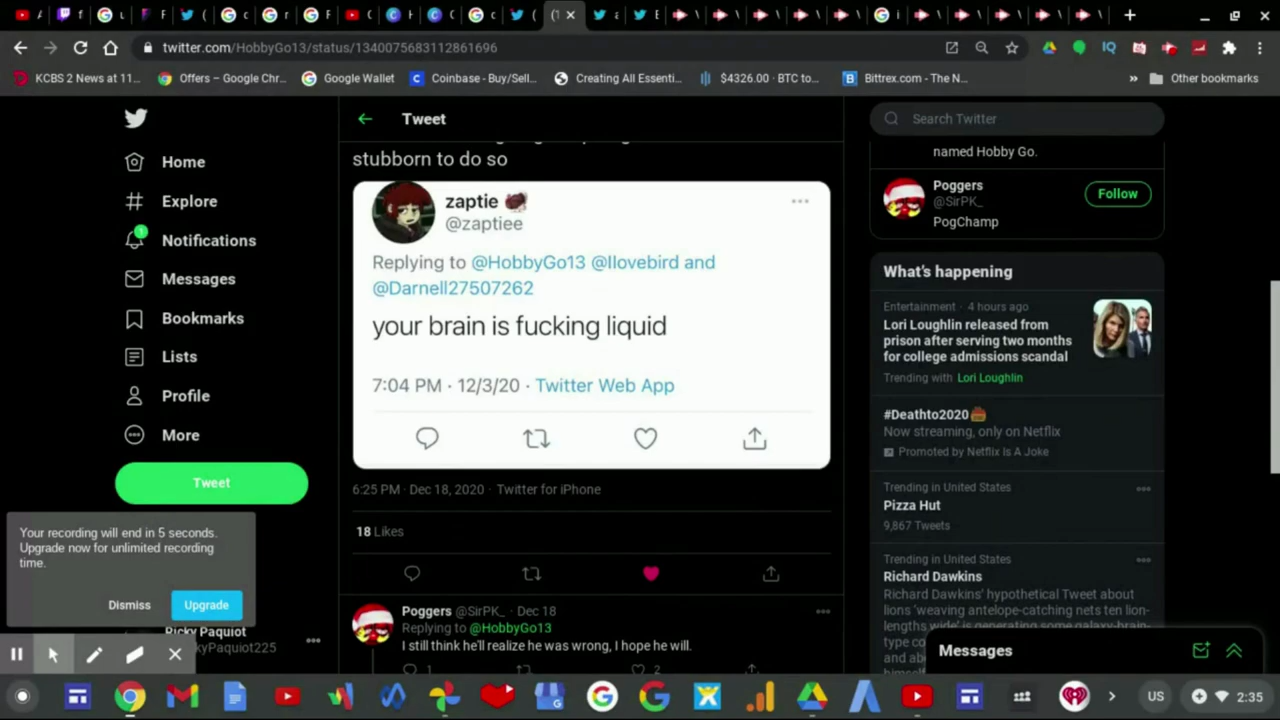 twitter.com/HobbyGo13/status/1340075683112861696
KCBS 2 News at 11...
Offers – Google Chr...
Google Wallet
Coinbase - Buy/Sell...
Creating All Essenti...
$4326.00 · BTC to...
Bittrex.com - The N...
»
Other bookmarks
Home
Explore
Notifications
Messages
Bookmarks
Lists
Profile
More
Tweet
Your recording will end in 5 seconds.
Upgrade now for unlimited recording
time.
Dismiss
Upgrade
Ricky Paquiot
kyPaquiot225
Tweet
stubborn to do so
zaptie
@zaptiee
Replying to @HobbyGo13 @Ilovebird and
@Darnell27507262
your brain is fucking liquid
7:04 PM · 12/3/20 · Twitter Web App
6:25 PM · Dec 18, 2020 · Twitter for iPhone
18 Likes
Poggers @SirPK_ · Dec 18
Replying to @HobbyGo13
I still think he'll realize he was wrong, I hope he will.
1
2
Search Twitter
named Hobby Go.
Poggers
@SirPK_
PogChamp
Follow
What's happening
Entertainment · 4 hours ago
Lori Loughlin released from
prison after serving two months
for college admissions scandal
Trending with Lori Loughlin
#Deathto2020
Now streaming, only on Netflix
Promoted by Netflix Is A Joke
Trending in United States
Pizza Hut
9,867 Tweets
Trending in United States
Richard Dawkins
Richard Dawkins' hypothetical Tweet about
lions 'weaving antelope-catching nets ten lion-
lengths wide' is generating some galaxy-brain-
type co
and abo
Messages
US
2:35